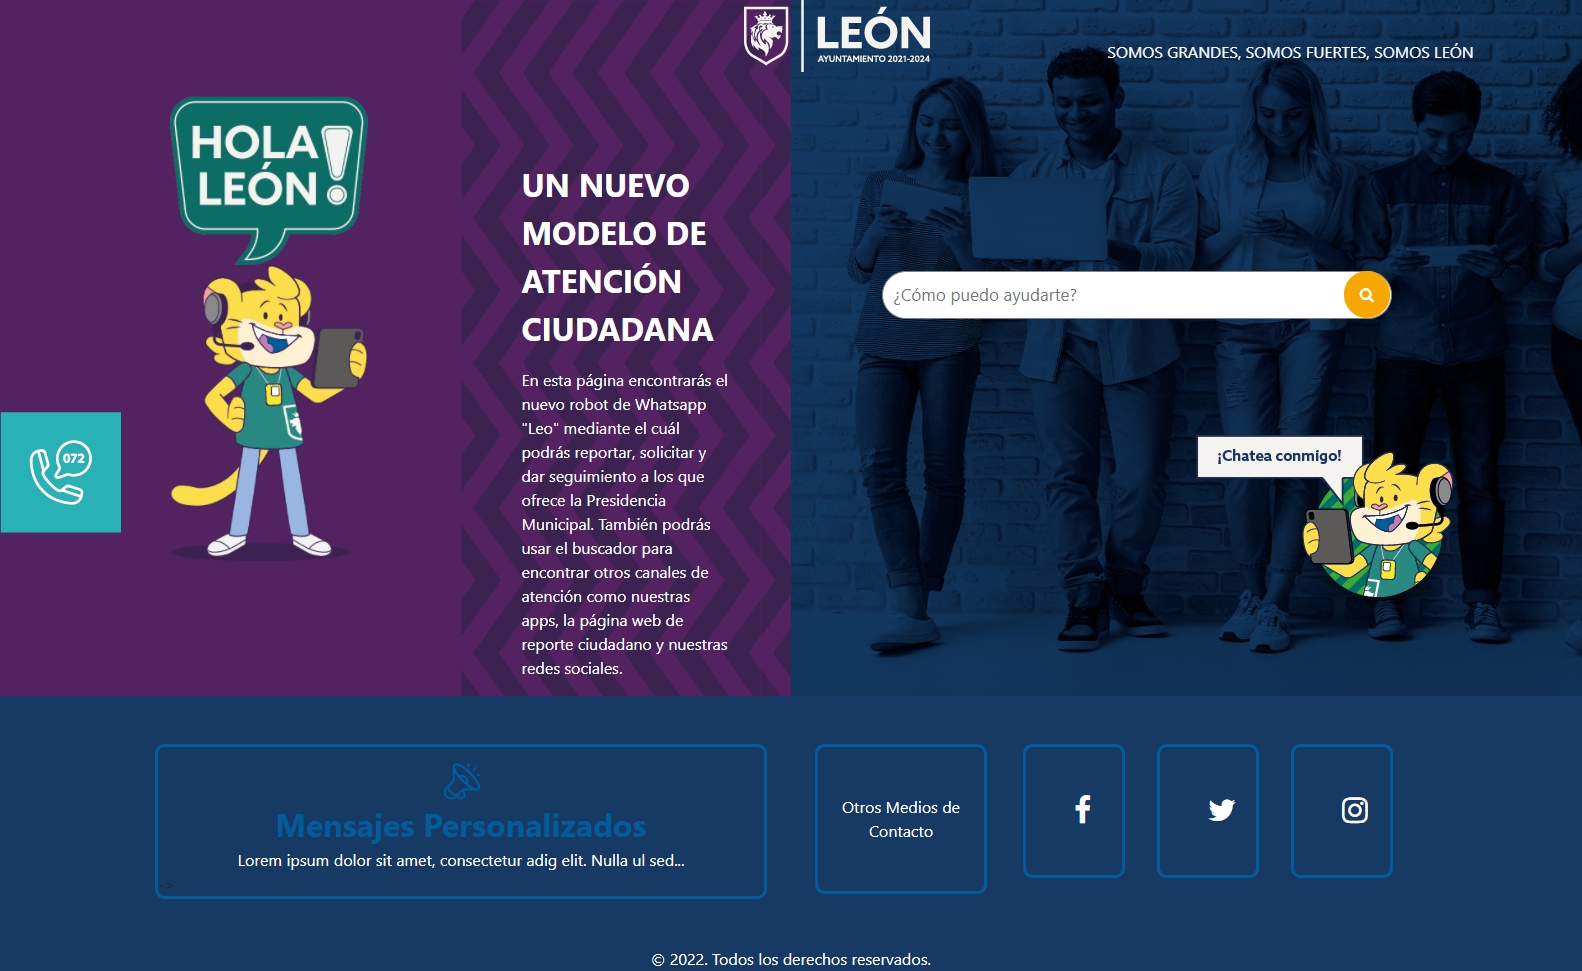 LEÓN
AYUNTAMIENTO 2021-2024
SOMOS GRANDES, SOMOS FUERTES, SOMOS LEÓN
HOLA
LEÓN!
UN NUEVO
MODELO DE
ATENCIÓN
CIUDADANA
En esta página encontrarás el
nuevo robot de Whatsapp
"Leo" mediante el cuál
podrás reportar, solicitar y
dar seguimiento a los que
ofrece la Presidencia
Municipal. También podrás
usar el buscador para
encontrar otros canales de
atención como nuestras
apps, la página web de
reporte ciudadano y nuestras
redes sociales.
072
¿Cómo puedo ayudarte?
¡Chatea conmigo!
Mensajes Personalizados
Lorem ipsum dolor sit amet, consectetur adig elit. Nulla ul sed...
-->
Otros Medios de
Contacto
© 2022. Todos los derechos reservados.